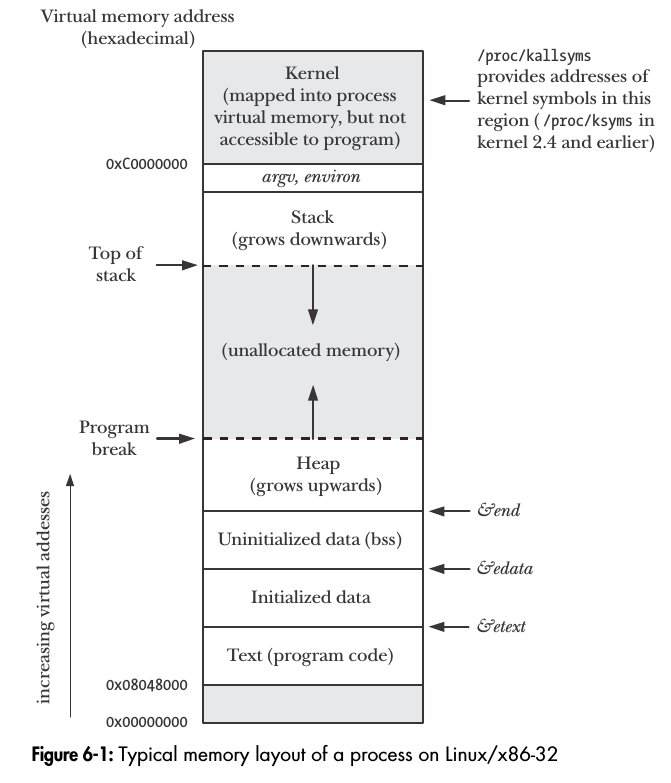 Virtual memory address
(hexadecimal)
/proc/kallsyms
provides addresses of
kernel symbols in this
region ( /proc/ksyms in
kernel 2.4 and earlier)
Kernel
(mapped into process
virtual memory, but not
accessible to program)
0xC0000000
argv, environ
Stack
(grows downwards)
Top of
stack
(unallocated memory)
Program
break
Heap
(grows upwards)
&end
Uninitialized data (bss)
&edata
Initialized data
&etext
Text (program code)
0x08048000
0x00000000
increasing virtual addesses
Figure 6-1: Typical memory layout of a process on Linux/x86-32